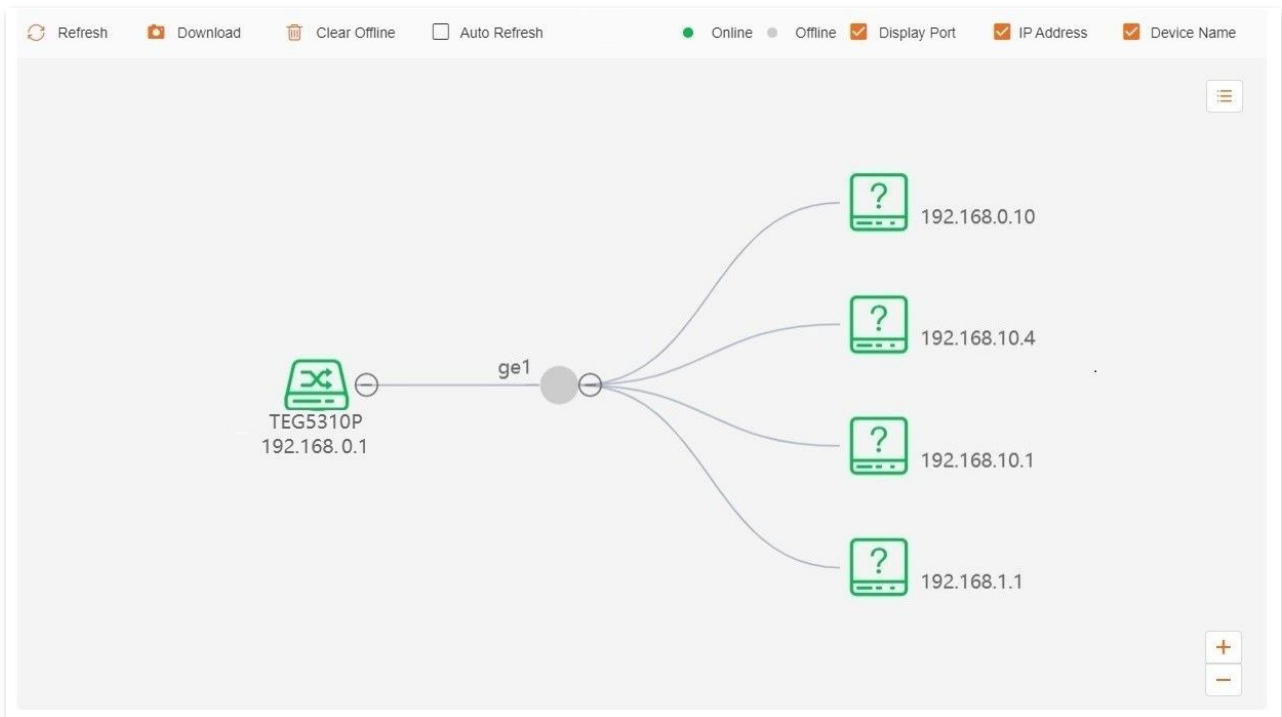 Refresh Download Clear Offline Auto Refresh Online Offline Display Port IP Address Device Name
? 192.168.0.10
? 192.168.10.4
ge1
TEG5310P
192.168.0.1
? 192.168.10.1
? 192.168.1.1